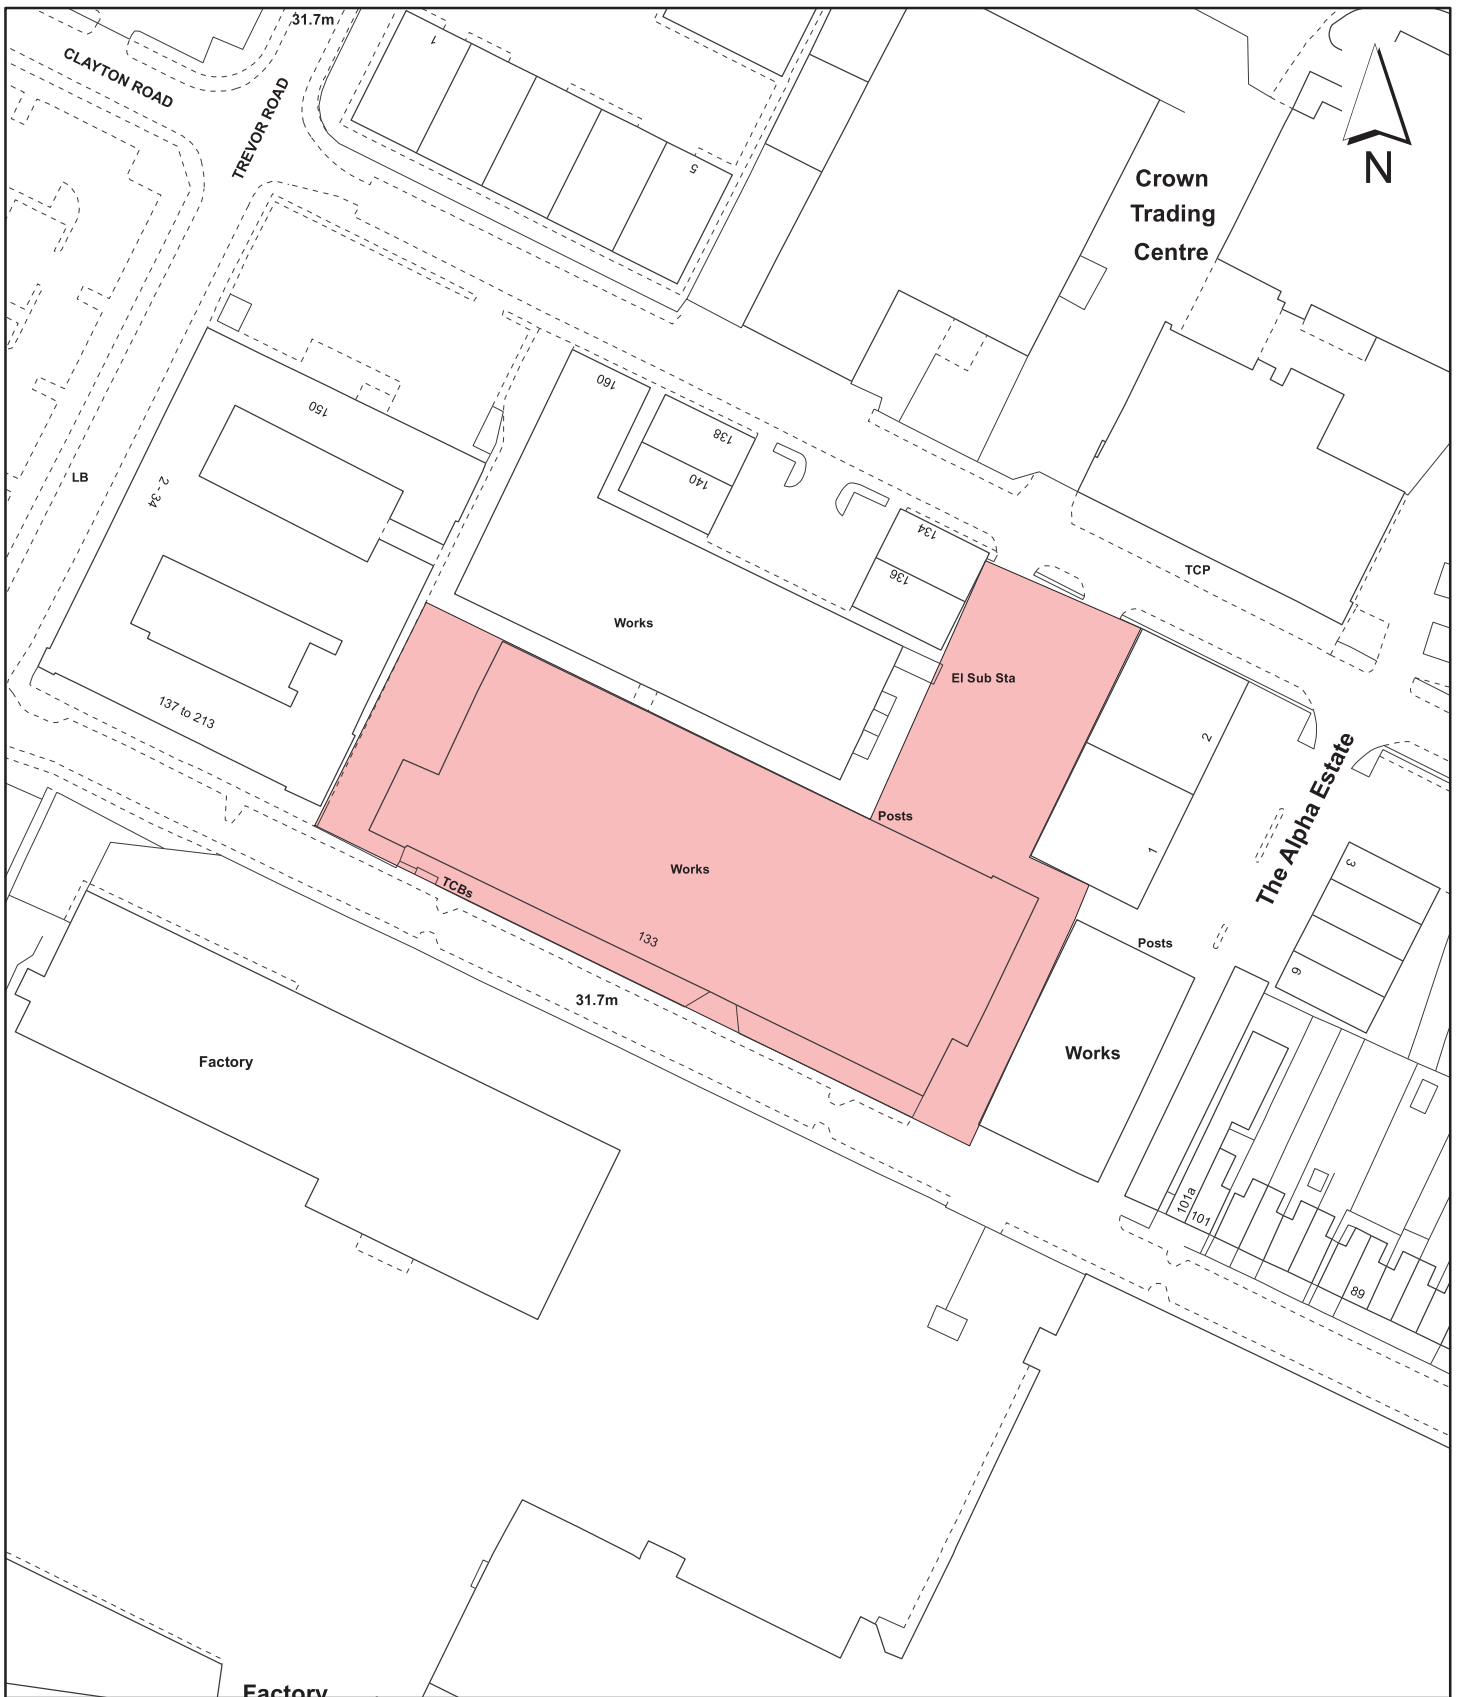 31.7m
CLAYTON ROAD
TREVOR ROAD
1
5
N
Crown
Trading
Centre
160
150
138
140
LB
2 - 34
134
136
TCP
Works
El Sub Sta
137 to 213
2
The Alpha Estate
Posts
1
3
Works
TCBs
133
Posts
9
31.7m
Works
Factory
101a
101
89
Factory